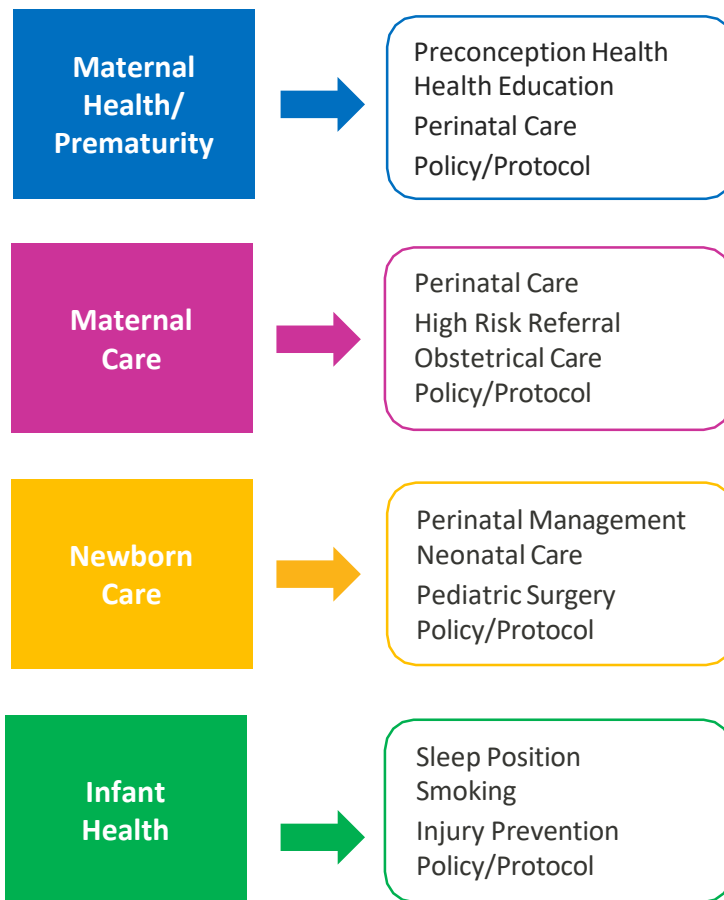 Maternal
Health/
Prematurity
Preconception Health
Health Education
Perinatal Care
Policy/Protocol
Maternal
Care
Perinatal Care
High Risk Referral
Obstetrical Care
Policy/Protocol
Newborn
Care
Perinatal Management
Neonatal Care
Pediatric Surgery
Policy/Protocol
Infant
Health
Sleep Position
Smoking
Injury Prevention
Policy/Protocol